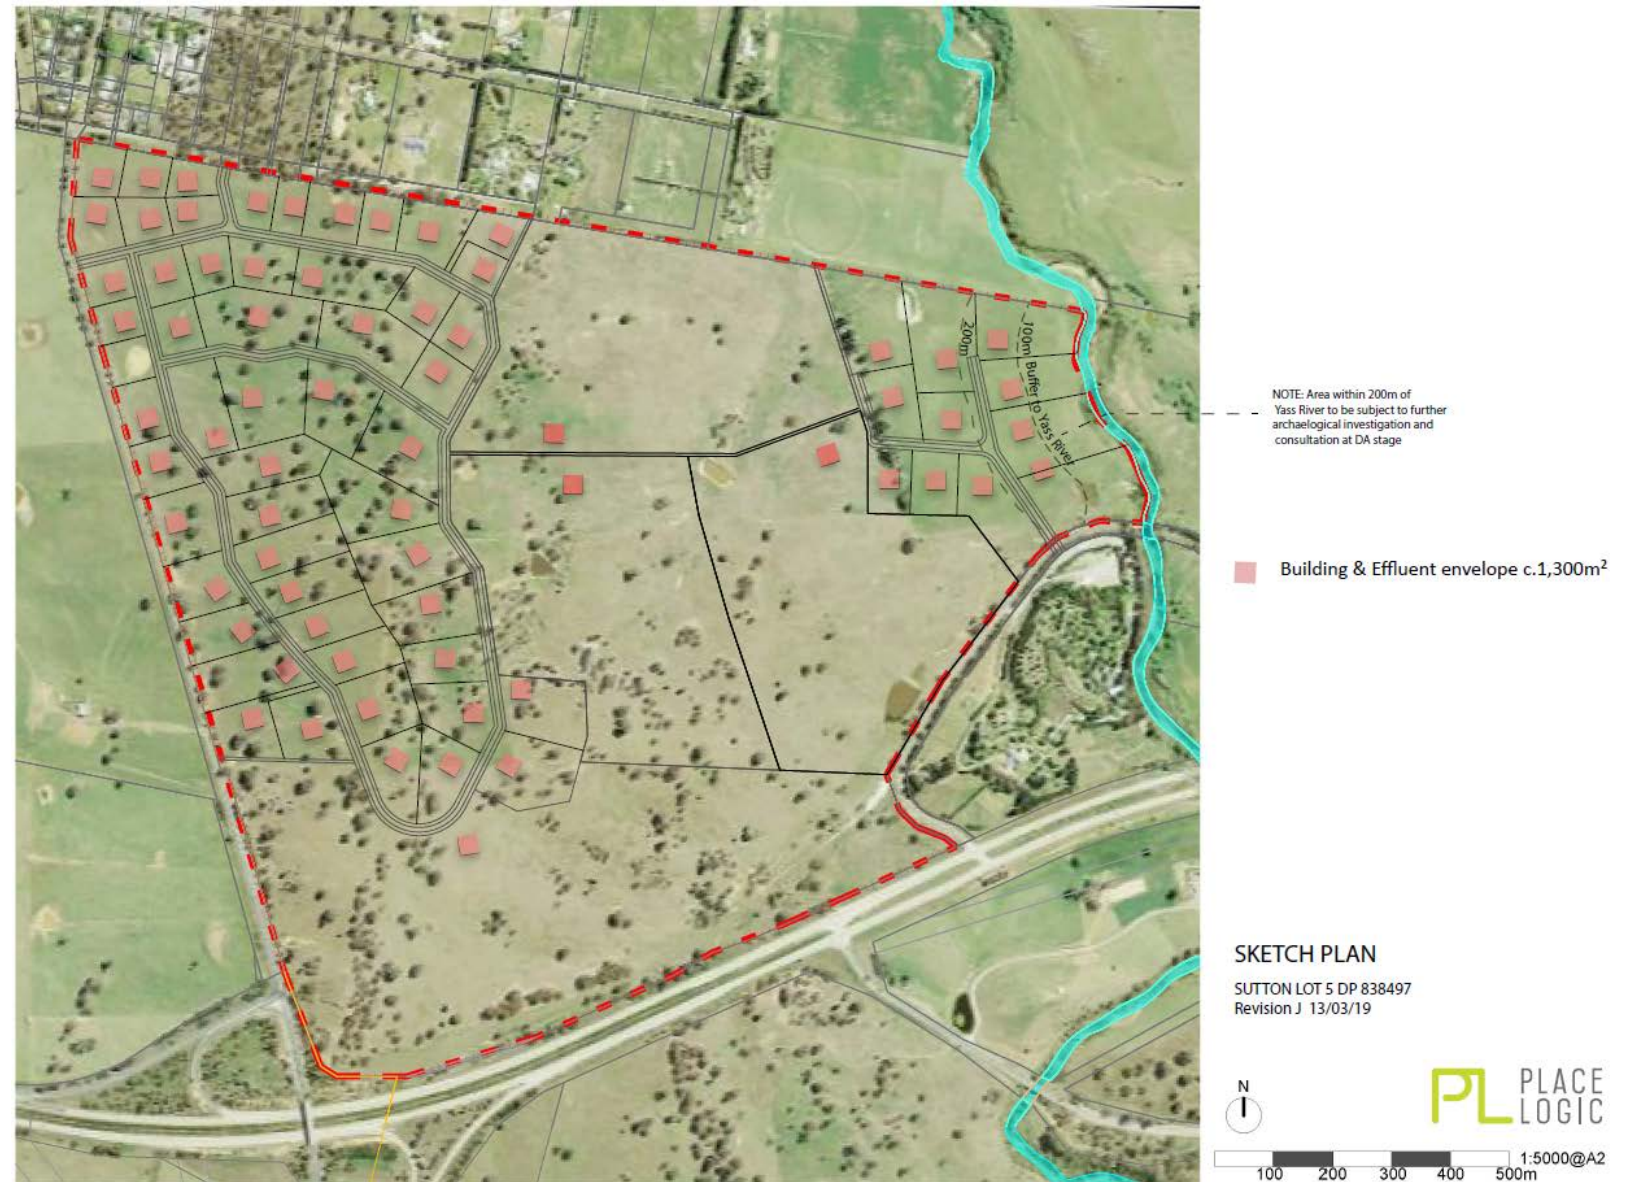 200m
100m Buffer to Yass River
NOTE: Area within 200m of
Yass River to be subject to further
archaelogical investigation and
consultation at DA stage
Building & Effluent envelope c.1,300m²
SKETCH PLAN
SUTTON LOT 5 DP 838497
Revision J 13/03/19
N
PL PLACE
LOGIC
1:5000@A2
100 200 300 400 500m